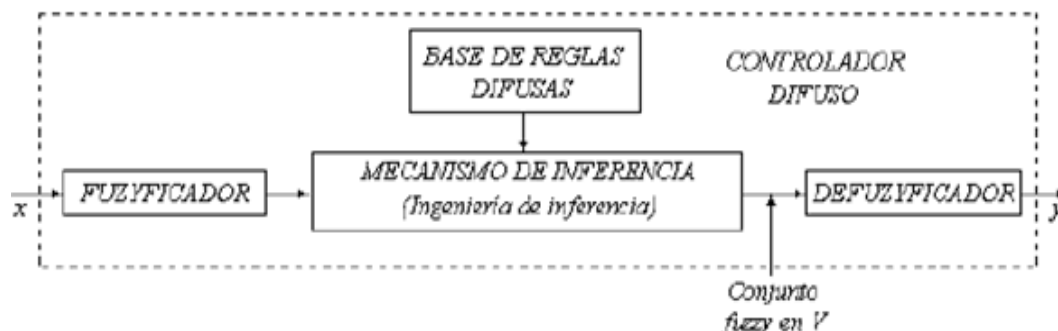 BASE DE REGLAS
DIFUSAS
CONTROLADOR
DIFUSO
MECANISMO DE INFERENCIA
(Ingeniería de inferencia)
FUZYFICADOR
DEFUZYFICADOR
x
y
Conjunto
fuzzy en V